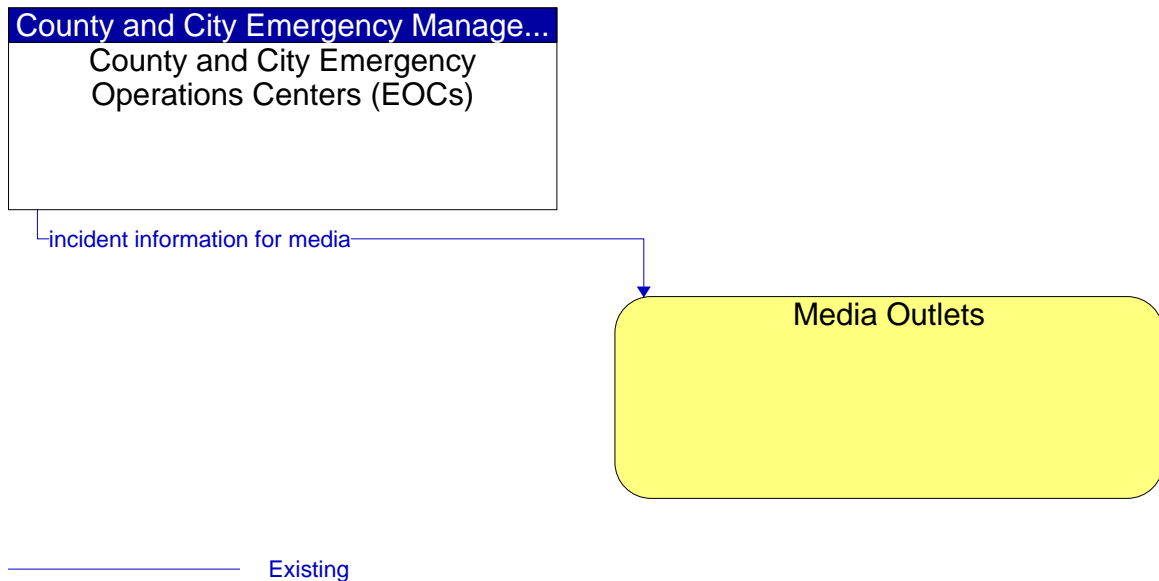 County and City Emergency Manage...
County and City Emergency
Operations Centers (EOCs)
incident information for media
Media Outlets
Existing